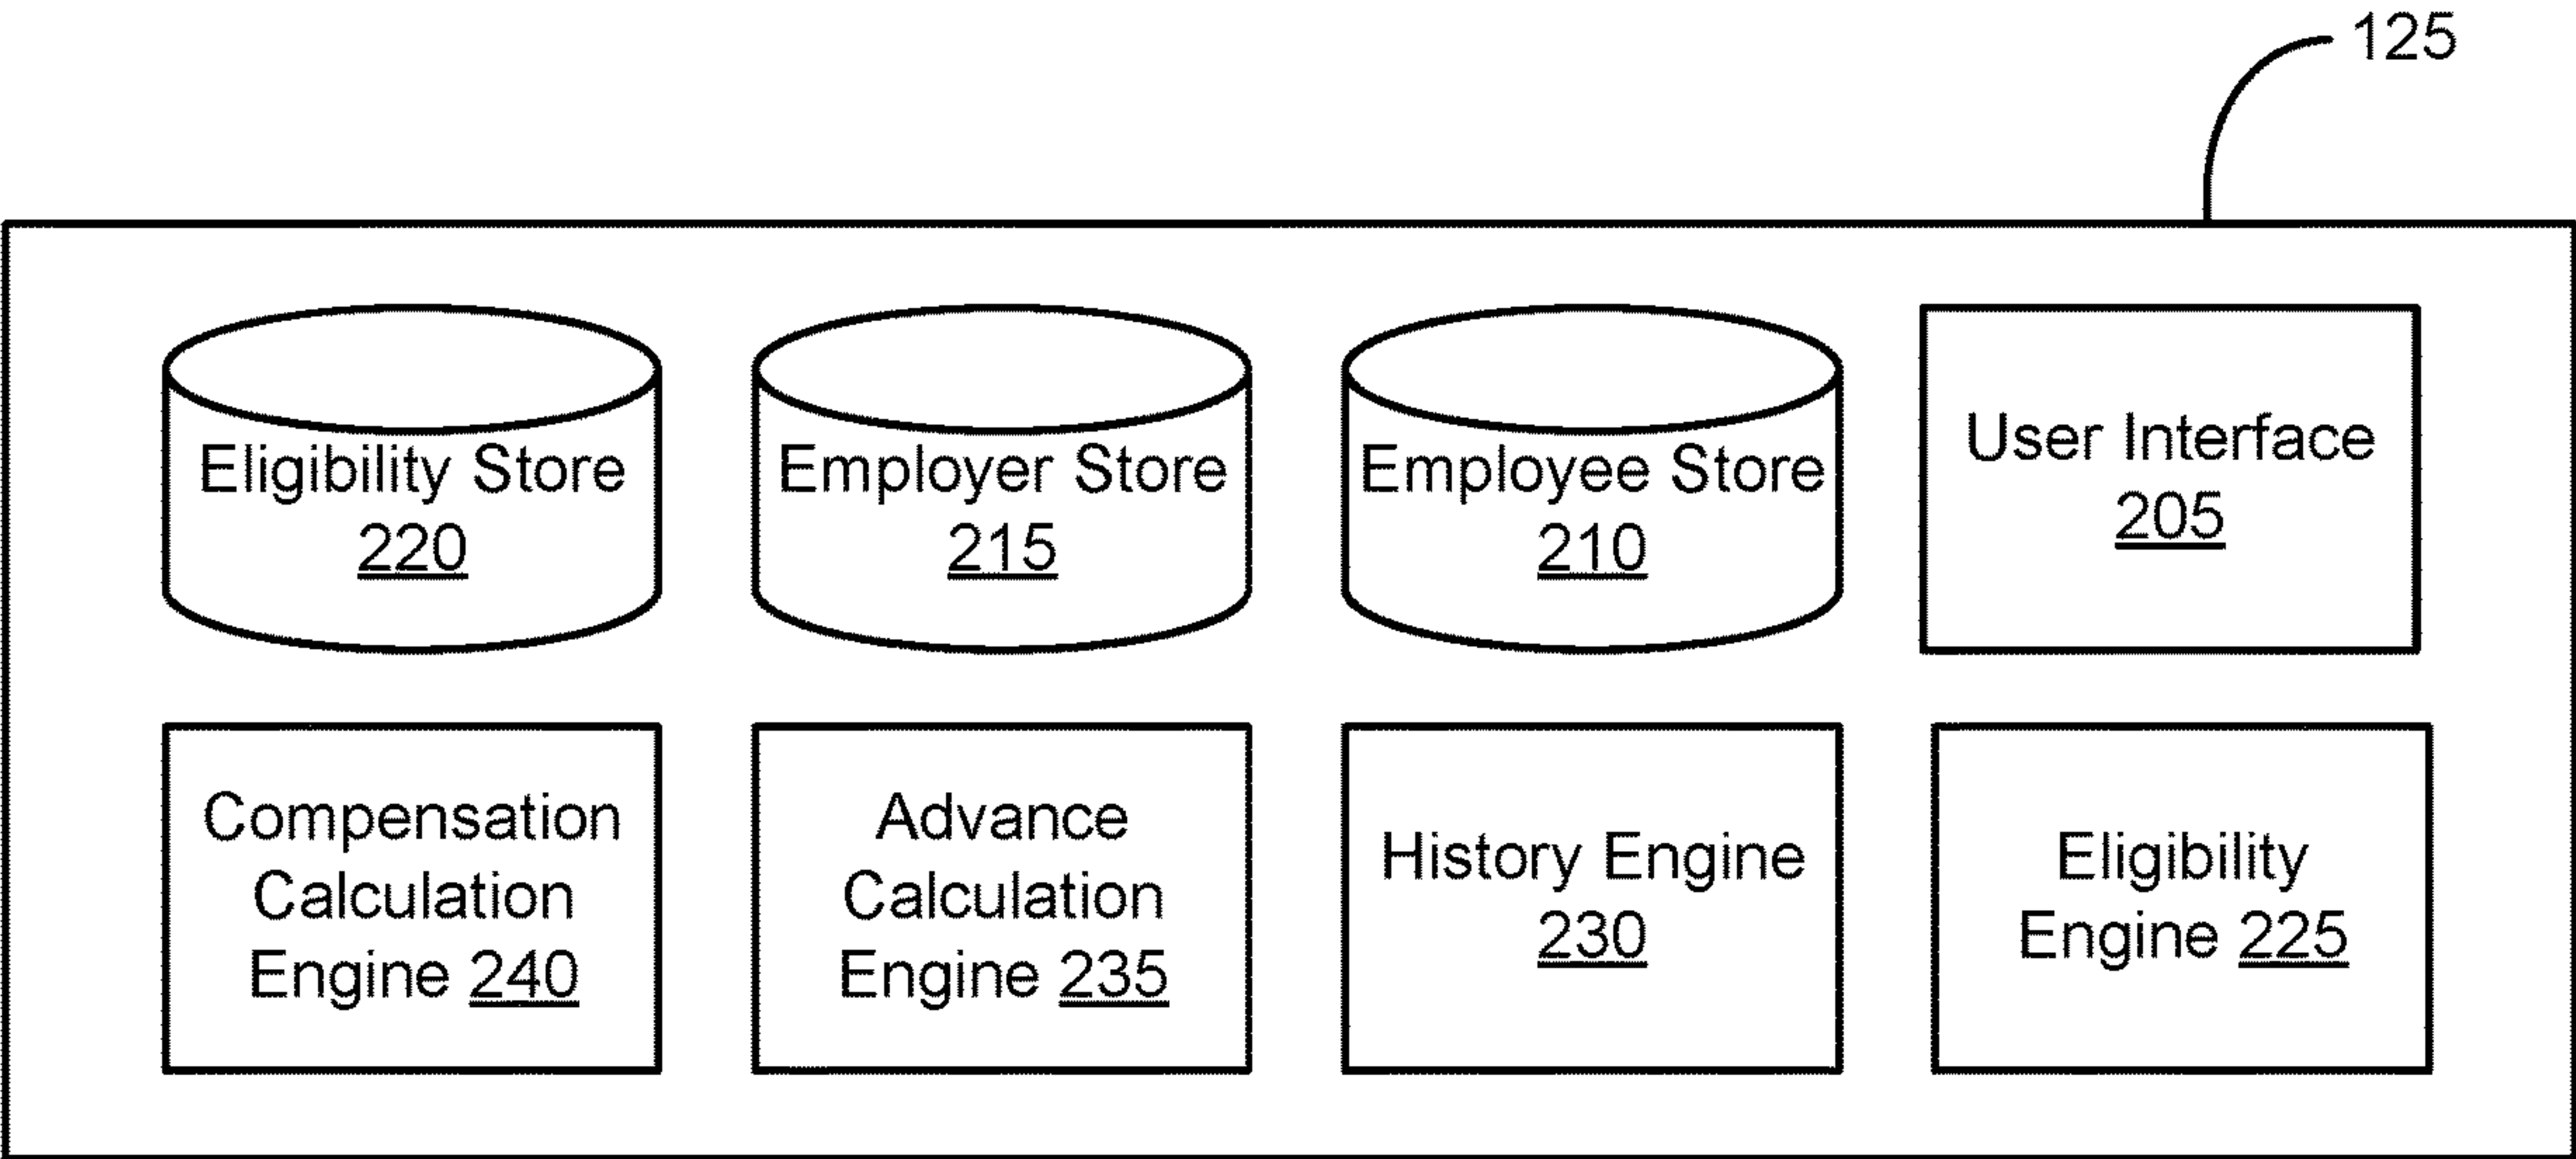 125
Eligibility Store
220
Employer Store
215
Employee Store
210
User Interface
205
Compensation
Calculation
Engine 240
Advance
Calculation
Engine 235
History Engine
230
Eligibility
Engine 225